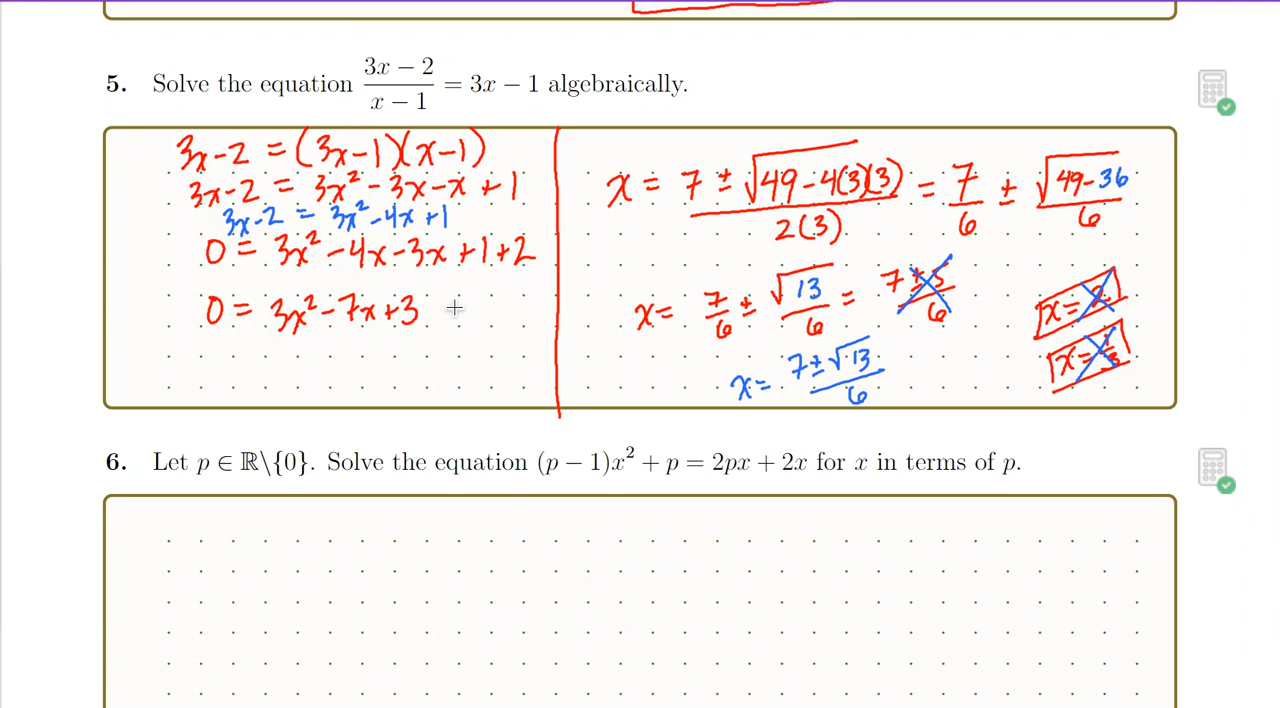 5. Solve the equation (3x − 2)/(x − 1) = 3x − 1 algebraically.
3x-2 = (3x-1)(x-1)
3x-2 = 3x² - 3x - x + 1
3x-2 = 3x² - 4x + 1
0 = 3x² - 4x - 3x + 1 + 2
0 = 3x² - 7x + 3
x = (7 ± √(49-4(3)(3)))/(2(3)) = 7/6 ± √(49-36)/6
x = 7/6 ± √13/6 = (7 ± 5)/6
x = 2
x = 1/3
x = (7 ± √13)/6
6. Let p ∈ ℝ\{0}. Solve the equation (p − 1)x² + p = 2px + 2x for x in terms of p.